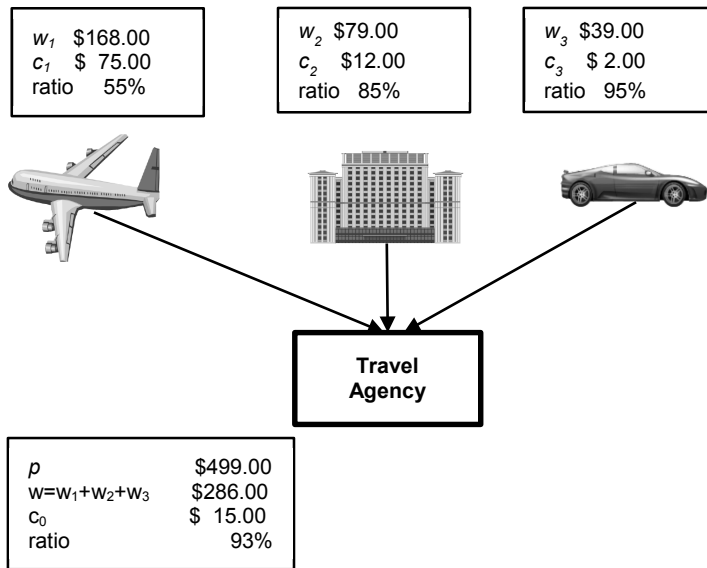 w₁ $168.00
c₁ $ 75.00
ratio 55%
w₂ $79.00
c₂ $12.00
ratio 85%
w₃ $39.00
c₃ $ 2.00
ratio 95%
Travel
Agency
p $499.00
w=w₁+w₂+w₃ $286.00
c₀ $ 15.00
ratio 93%